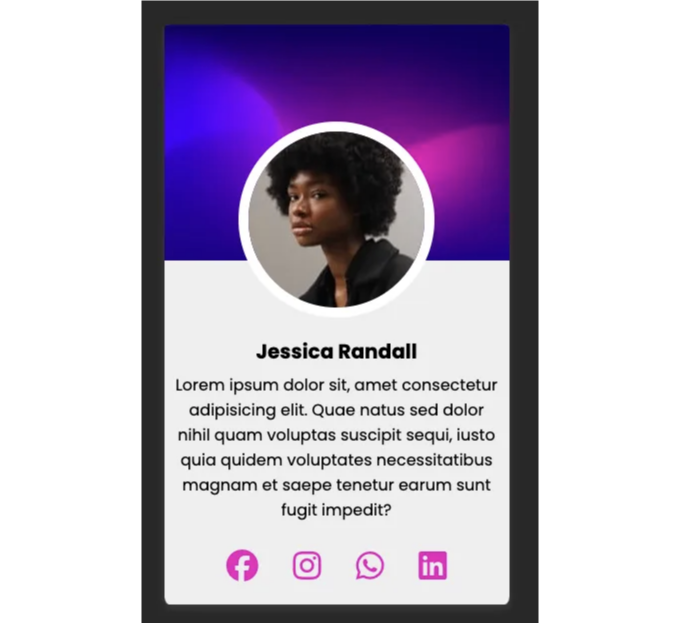 Jessica Randall
Lorem ipsum dolor sit, amet consectetur
adipisicing elit. Quae natus sed dolor
nihil quam voluptas suscipit sequi, iusto
quia quidem voluptates necessitatibus
magnam et saepe tenetur earum sunt
fugit impedit?